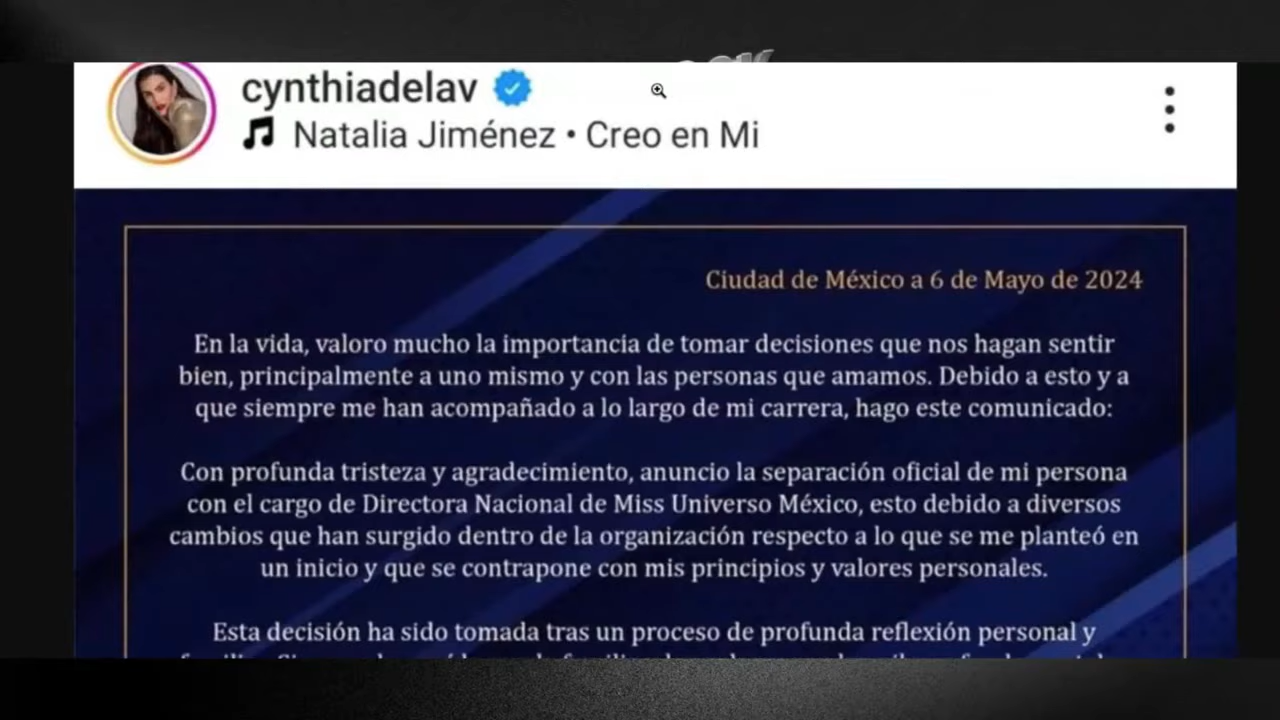 cynthiadelav
Natalia Jiménez • Creo en Mi
Ciudad de México a 6 de Mayo de 2024
En la vida, valoro mucho la importancia de tomar decisiones que nos hagan sentir
bien, principalmente a uno mismo y con las personas que amamos. Debido a esto y a
que siempre me han acompañado a lo largo de mi carrera, hago este comunicado:
Con profunda tristeza y agradecimiento, anuncio la separación oficial de mi persona
con el cargo de Directora Nacional de Miss Universo México, esto debido a diversos
cambios que han surgido dentro de la organización respecto a lo que se me planteó en
un inicio y que se contrapone con mis principios y valores personales.
Esta decisión ha sido tomada tras un proceso de profunda reflexión personal y